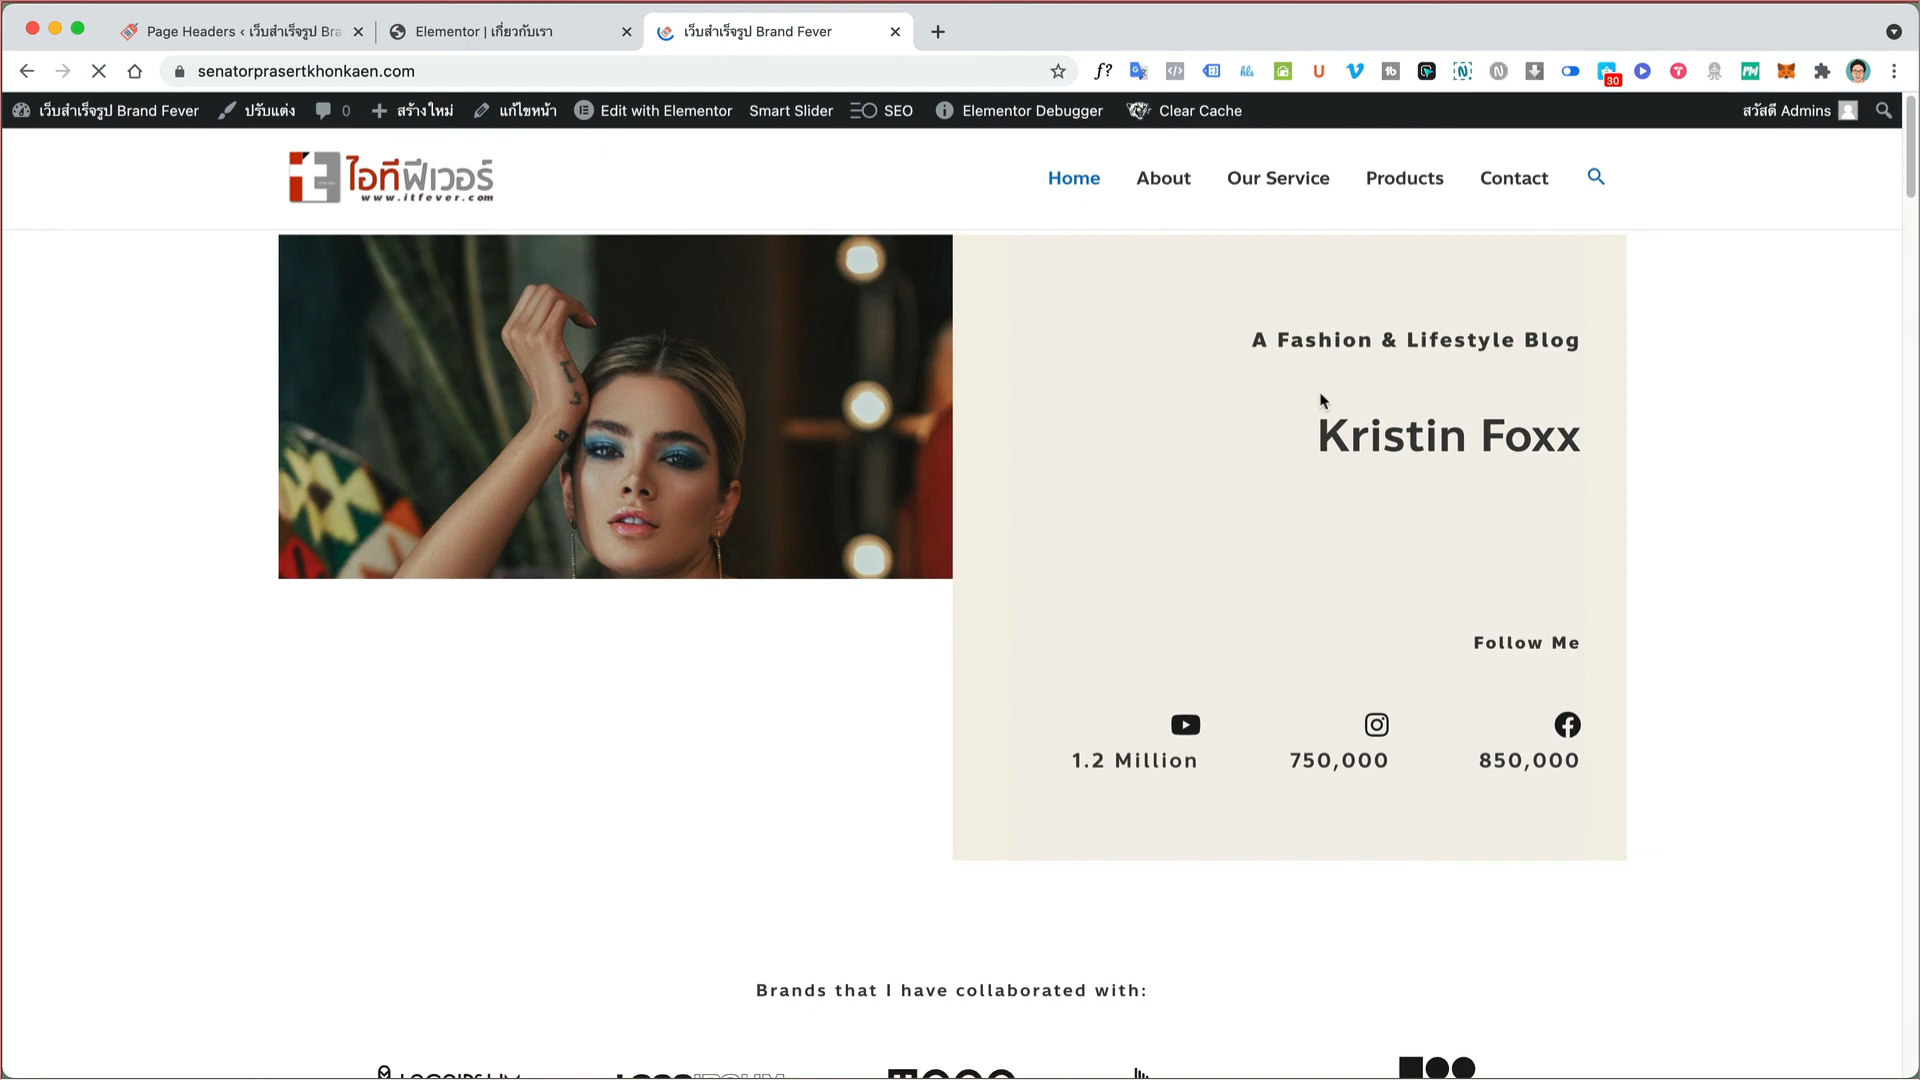 Page Headers ‹ เว็บสำเร็จรูป Bra
Elementor | เกี่ยวกับเรา
เว็บสำเร็จรูป Brand Fever
senatorprasertkhonkaen.com
30
เว็บสำเร็จรูป Brand Fever
ปรับแต่ง
0
สร้างใหม่
แก้ไขหน้า
Edit with Elementor
Smart Slider
SEO
Elementor Debugger
Clear Cache
สวัสดี Admins
ไอทีฟีเวอร์
www.itfever.com
Home
About
Our Service
Products
Contact
A Fashion & Lifestyle Blog
Kristin Foxx
Follow Me
1.2 Million
750,000
850,000
Brands that I have collaborated with: